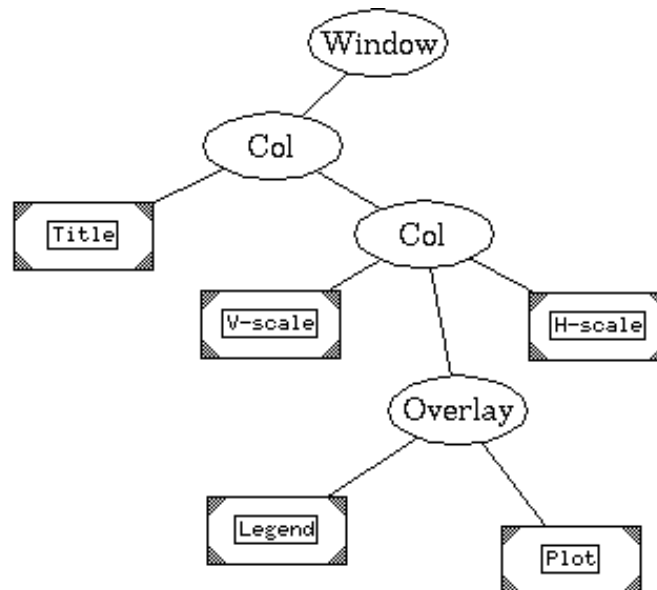 Window
Col
Title
Col
V-scale
H-scale
Overlay
Legend
Plot